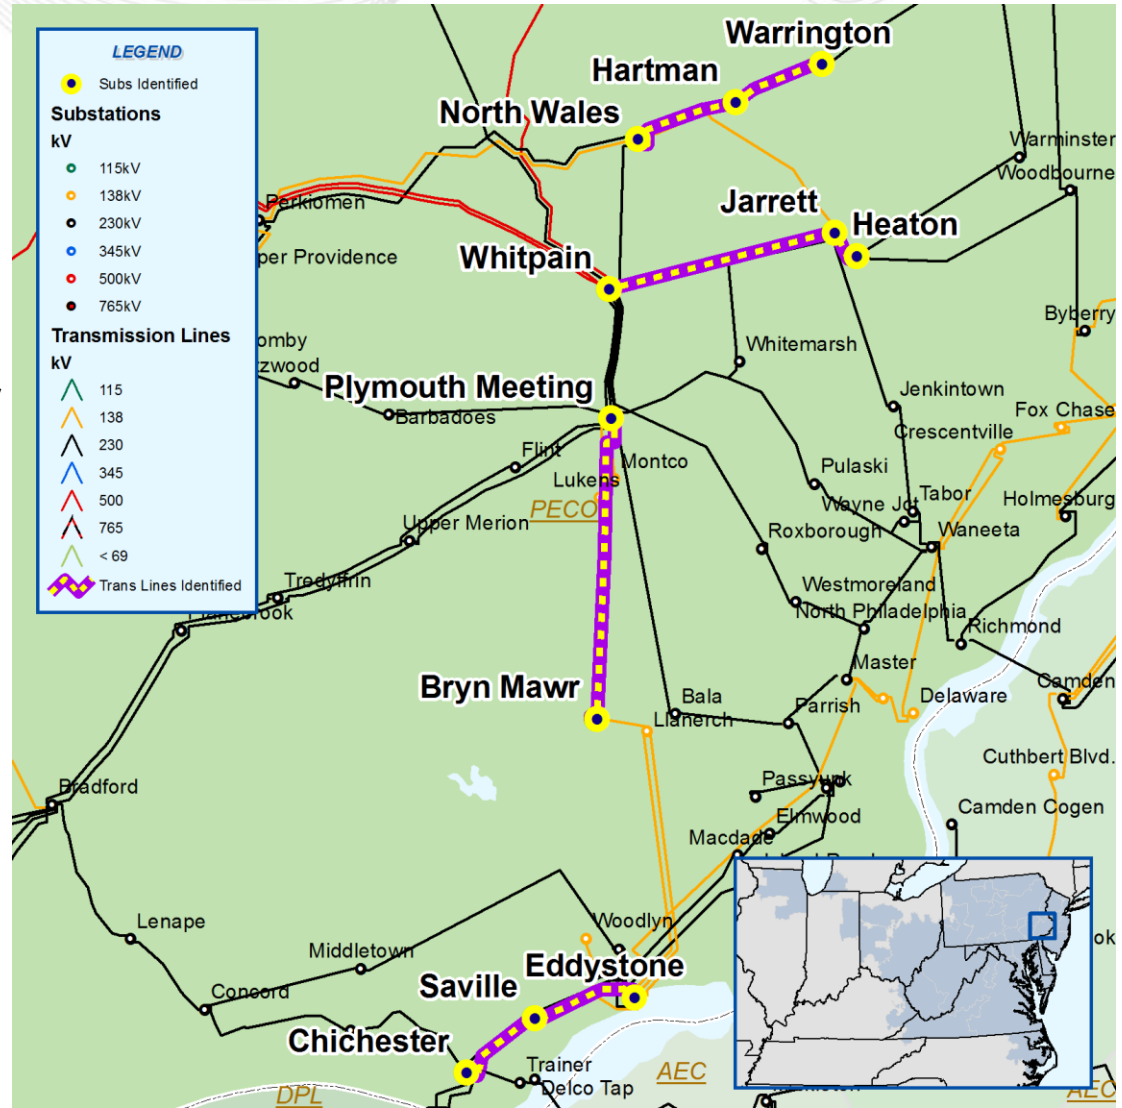 LEGEND
Subs Identified
Substations
kV
115kV
138kV
230kV
345kV
500kV
765kV
Transmission Lines
kV
115
138
230
345
500
765
< 69
Trans Lines Identified
Warrington
Hartman
North Wales
Warminster
Woodbourne
Perkiomen
Jarrett
Heaton
per Providence
Whitpain
Byberry
omby
zwood
Whitemarsh
Plymouth Meeting
Barbadoes
Jenkintown
Fox Chase
Crescentville
Flint
Montco
Lukens
Pulaski
PECO
Wayne Jct
Tabor
Holmesburg
Upper Merion
Roxborough
Waneeta
Tredyffrin
Westmoreland
North Philadelphia
Richmond
Master
Bryn Mawr
Bala
Camden
Llanerch
Parrish
Delaware
Cuthbert Blvd.
Bradford
Passyunk
Elmwood
Camden Cogen
Macdade
Lenape
Woodlyn
Middletown
ok
Eddystone
Saville
Concord
Chichester
Trainer
Delco Tap
AEC
DPL
AEC